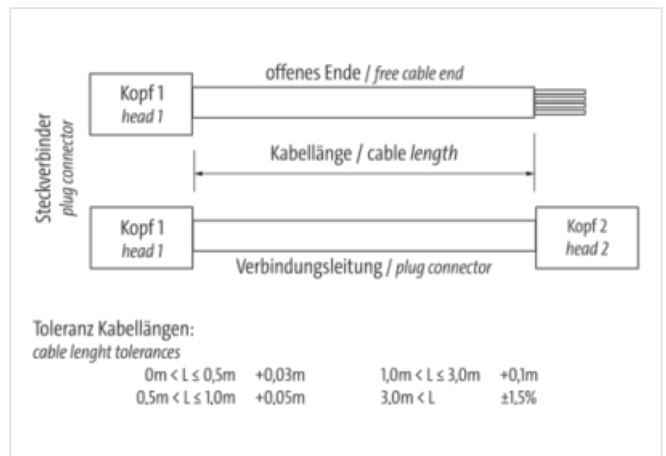 offenes Ende / free cable end
Kopf 1
head 1
Steckverbinder
plug connector
Kabellänge / cable length
Kopf 1
head 1
Kopf 2
head 2
Verbindungsleitung / plug connector
Toleranz Kabellängen:
cable lenght tolerances
0m < L ≤ 0,5m +0,03m 1,0m < L ≤ 3,0m +0,1m
0,5m < L ≤ 1,0m +0,05m 3,0m < L ±1,5%